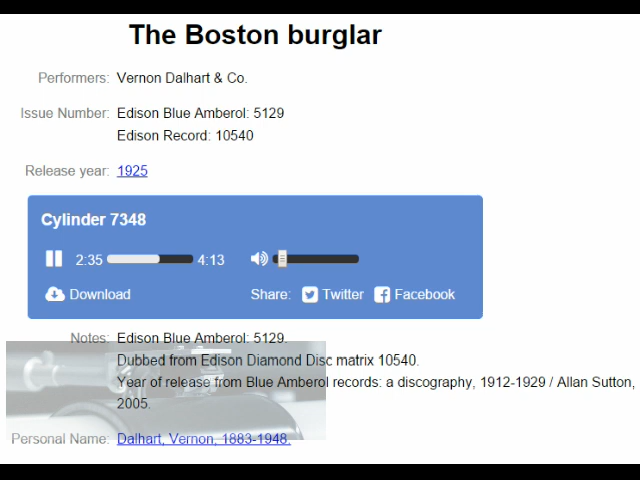 The Boston burglar
Performers: Vernon Dalhart & Co.
Issue Number: Edison Blue Amberol: 5129
Edison Record: 10540
Release year: 1925
Cylinder 7348
2:35 4:13
Download Share: Twitter Facebook
Notes: Edison Blue Amberol: 5129.
Dubbed from Edison Diamond Disc matrix 10540.
Year of release from Blue Amberol records: a discography, 1912-1929 / Allan Sutton,
2005.
Personal Name: Dalhart, Vernon, 1883-1948.